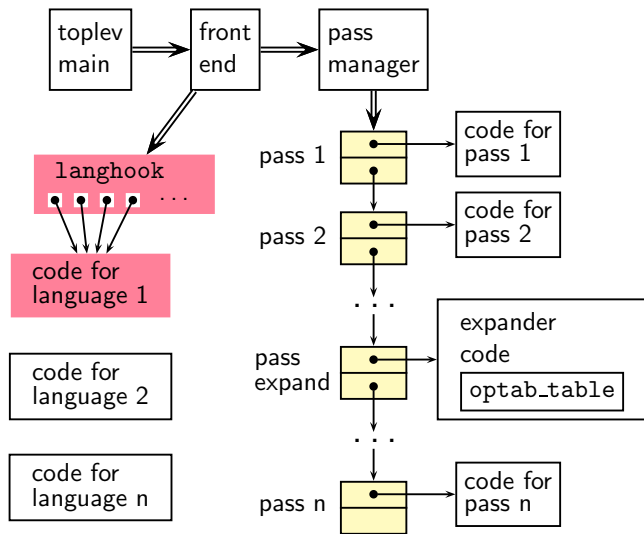 toplev
main
front
end
pass
manager
langhook
. . .
code for
language 1
code for
language 2
code for
language n
pass 1
code for
pass 1
pass 2
code for
pass 2
. . .
pass
expand
expander
code
optab_table
. . .
pass n
code for
pass n